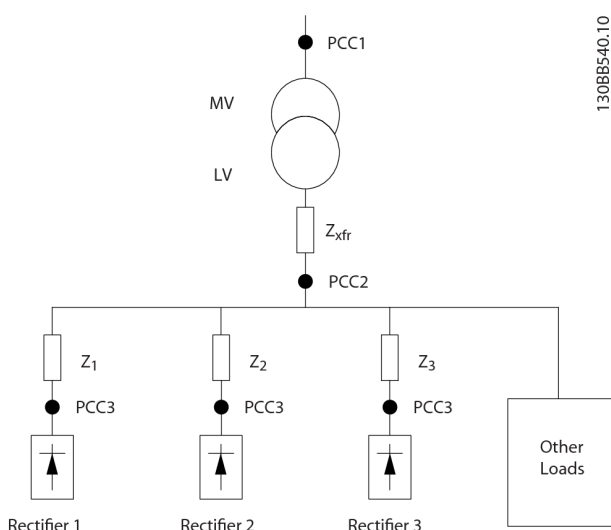 PCC1
MV
LV
Zxfr
PCC2
Z1
Z2
Z3
PCC3
PCC3
PCC3
Other
Loads
Rectifier 1
Rectifier 2
Rectifier 3
130BB540.10